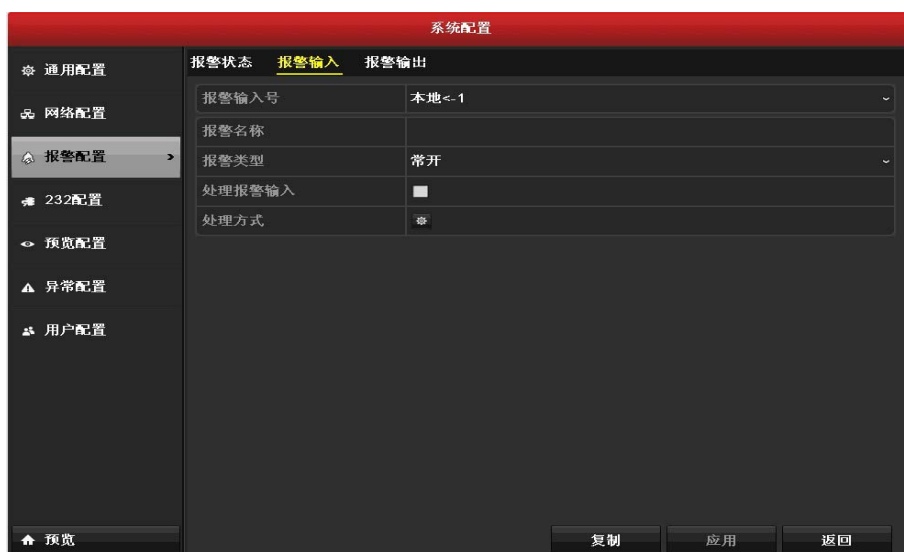 系统配置
通用配置
网络配置
报警配置
232配置
预览配置
异常配置
用户配置
预览
报警状态 报警输入 报警输出
报警输入号 本地<-1
报警名称
报警类型 常开
处理报警输入
处理方式
复制 应用 返回